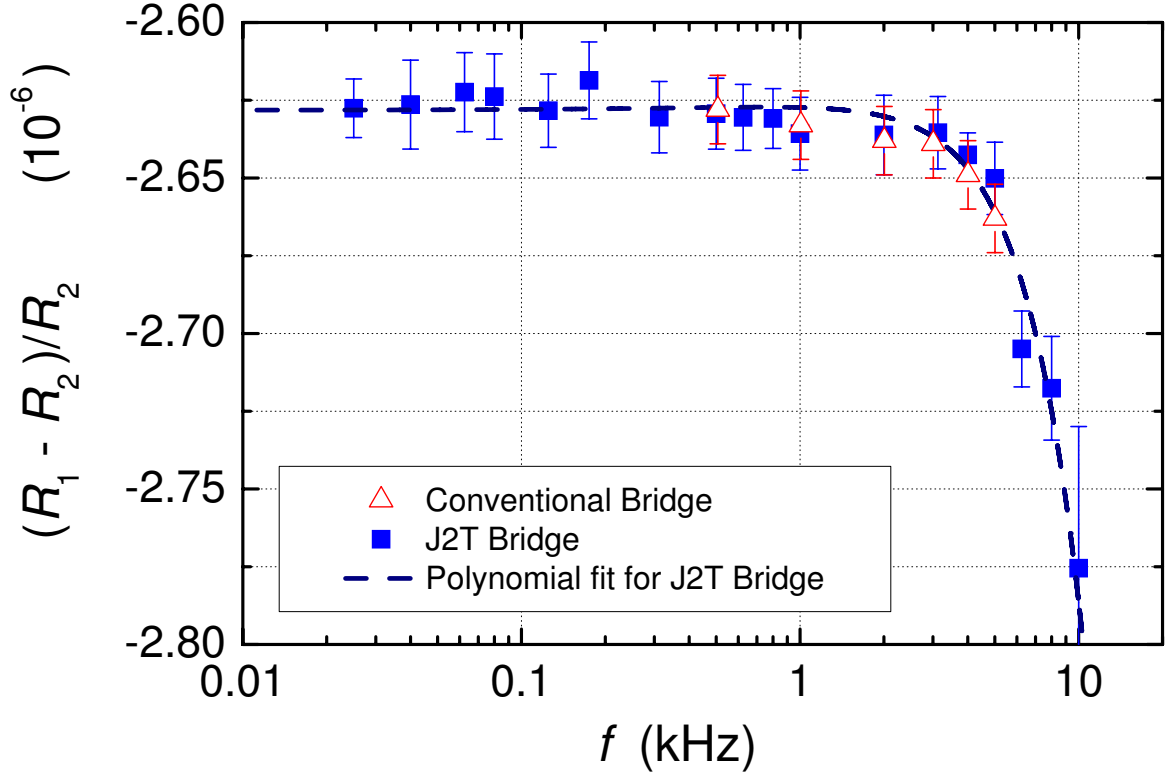 (R₁ - R₂)/R₂ (10⁻⁶)
-2.60
-2.65
-2.70
-2.75
-2.80
Conventional Bridge
J2T Bridge
Polynomial fit for J2T Bridge
0.01 0.1 1 10
f (kHz)